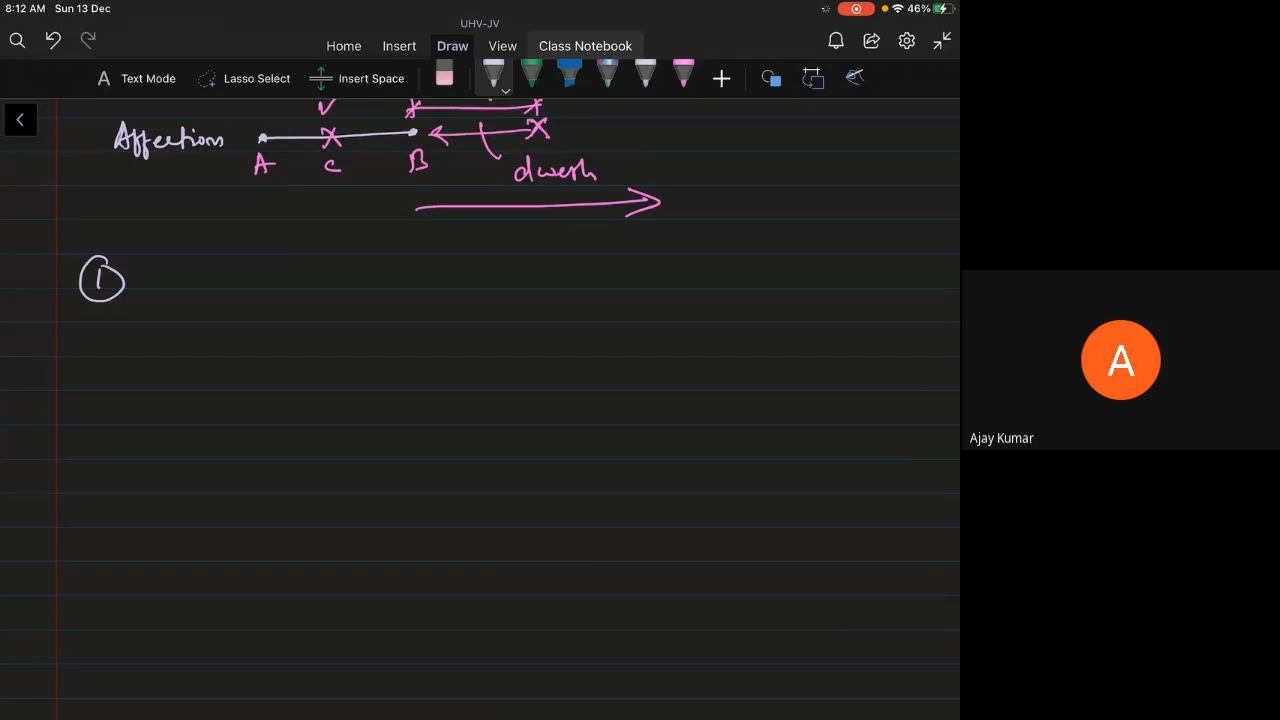 8:12 AM Sun 13 Dec 46%
UHV-JV
Home Insert Draw View Class Notebook
A Text Mode Lasso Select Insert Space
Affection
A C B dwesh
1
A
Ajay Kumar